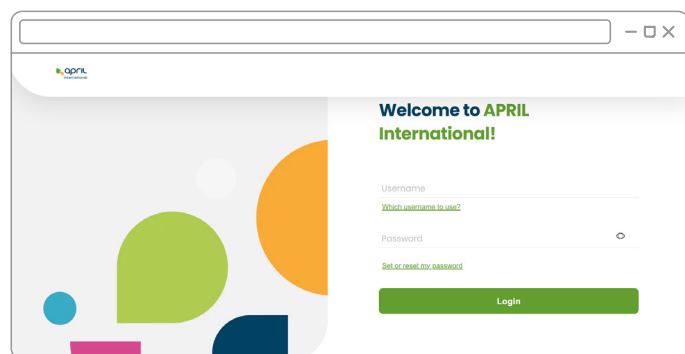 april
international
Welcome to APRIL
International!
Username
Which username to use?
Password
Set or reset my password
Login